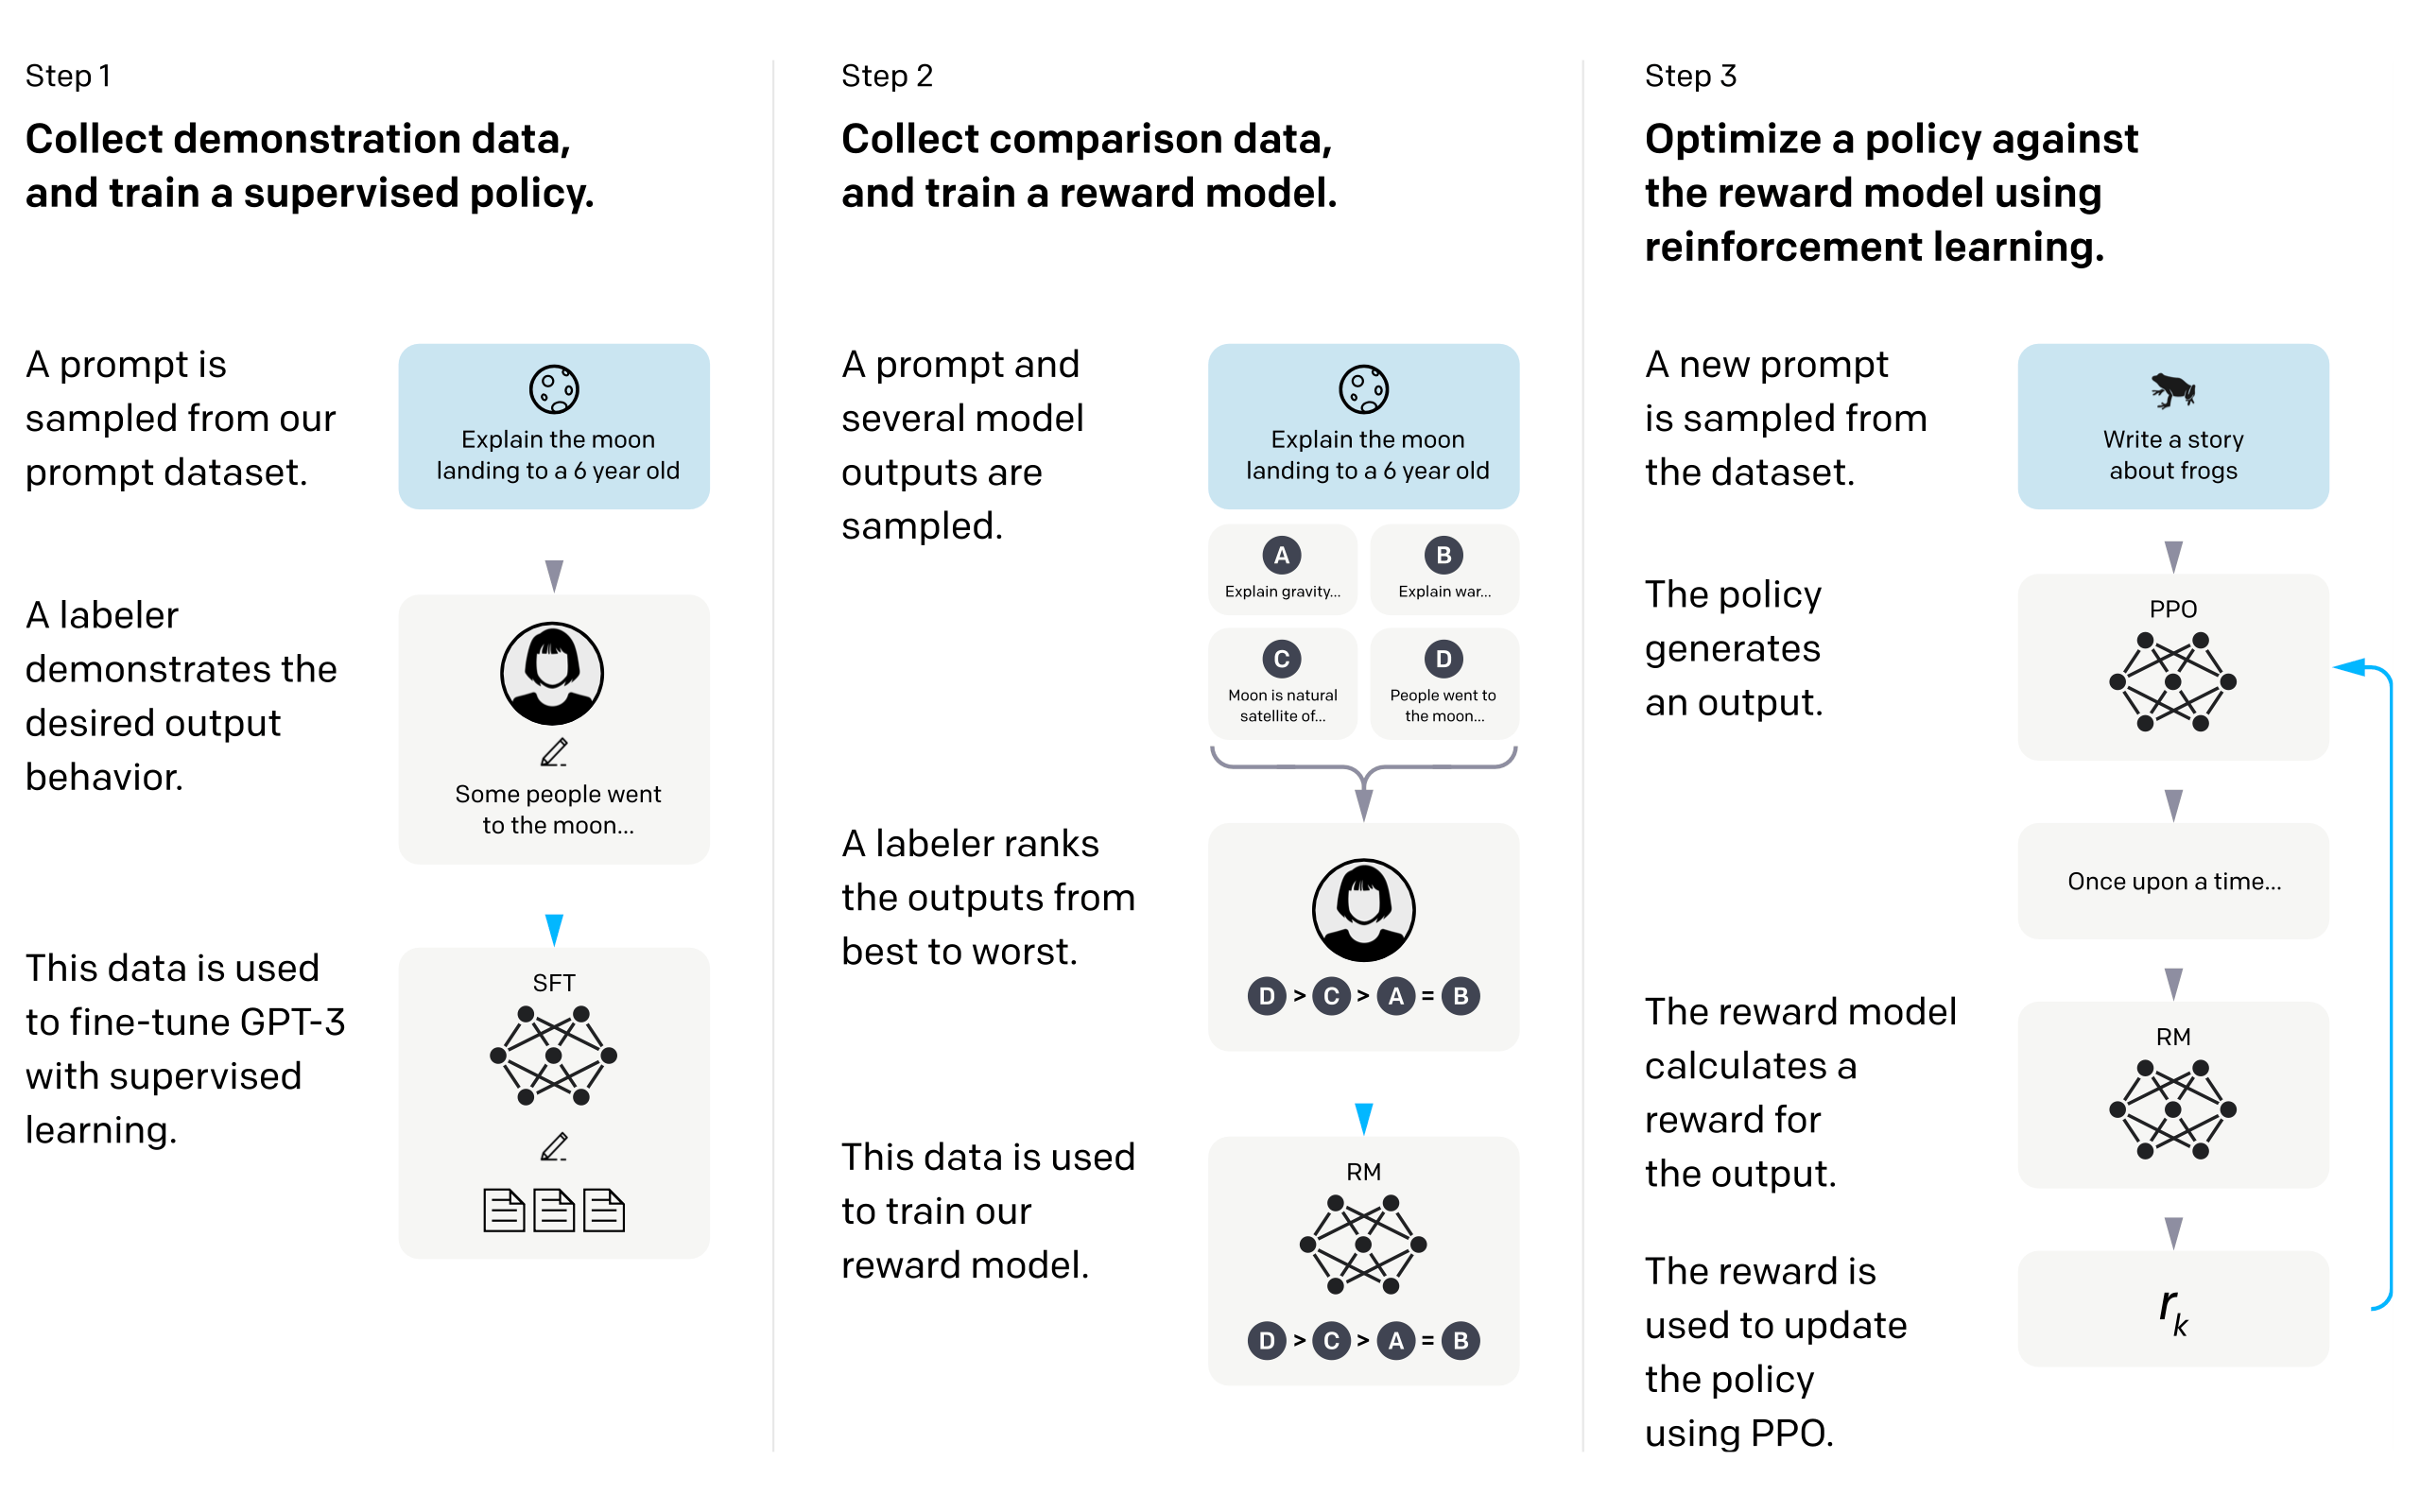 Step 1
Collect demonstration data,
and train a supervised policy.
A prompt is
sampled from our
prompt dataset.
Explain the moon
landing to a 6 year old
A labeler
demonstrates the
desired output
behavior.
Some people went
to the moon...
This data is used
to fine-tune GPT-3
with supervised
learning.
SFT
Step 2
Collect comparison data,
and train a reward model.
A prompt and
several model
outputs are
sampled.
Explain the moon
landing to a 6 year old
A
Explain gravity...
B
Explain war...
C
Moon is natural
satellite of...
D
People went to
the moon...
A labeler ranks
the outputs from
best to worst.
D > C > A = B
This data is used
to train our
reward model.
RM
D > C > A = B
Step 3
Optimize a policy against
the reward model using
reinforcement learning.
A new prompt
is sampled from
the dataset.
Write a story
about frogs
The policy
generates
an output.
PPO
Once upon a time...
The reward model
calculates a
reward for
the output.
RM
The reward is
used to update
the policy
using PPO.
r_k